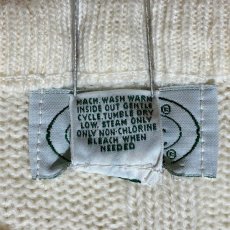 MACH. WASH WARM
INSIDE OUT GENTLE
CYCLE, TUMBLE DRY
LOW. STEAM ONLY
ONLY NON-CHLORINE
BLEACH WHEN
NEEDED